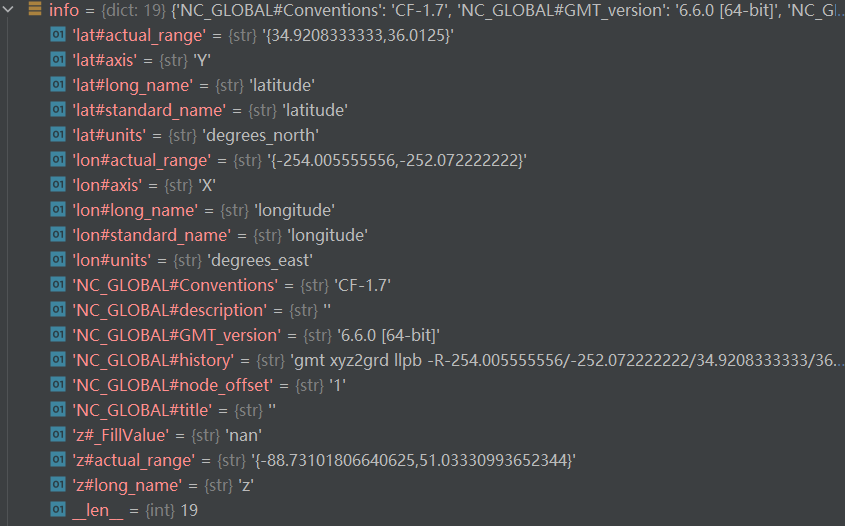 info = {dict: 19} {'NC_GLOBAL#Conventions': 'CF-1.7', 'NC_GLOBAL#GMT_version': '6.6.0 [64-bit]', 'NC_GL
01 'lat#actual_range' = {str} '{34.9208333333,36.0125}'
01 'lat#axis' = {str} 'Y'
01 'lat#long_name' = {str} 'latitude'
01 'lat#standard_name' = {str} 'latitude'
01 'lat#units' = {str} 'degrees_north'
01 'lon#actual_range' = {str} '{-254.005555556,-252.072222222}'
01 'lon#axis' = {str} 'X'
01 'lon#long_name' = {str} 'longitude'
01 'lon#standard_name' = {str} 'longitude'
01 'lon#units' = {str} 'degrees_east'
01 'NC_GLOBAL#Conventions' = {str} 'CF-1.7'
01 'NC_GLOBAL#description' = {str} ''
01 'NC_GLOBAL#GMT_version' = {str} '6.6.0 [64-bit]'
01 'NC_GLOBAL#history' = {str} 'gmt xyz2grd llpb -R-254.005555556/-252.072222222/34.9208333333/36...
01 'NC_GLOBAL#node_offset' = {str} '1'
01 'NC_GLOBAL#title' = {str} ''
01 'z#_FillValue' = {str} 'nan'
01 'z#actual_range' = {str} '{-88.73101806640625,51.03330993652344}'
01 'z#long_name' = {str} 'z'
01 __len__ = {int} 19